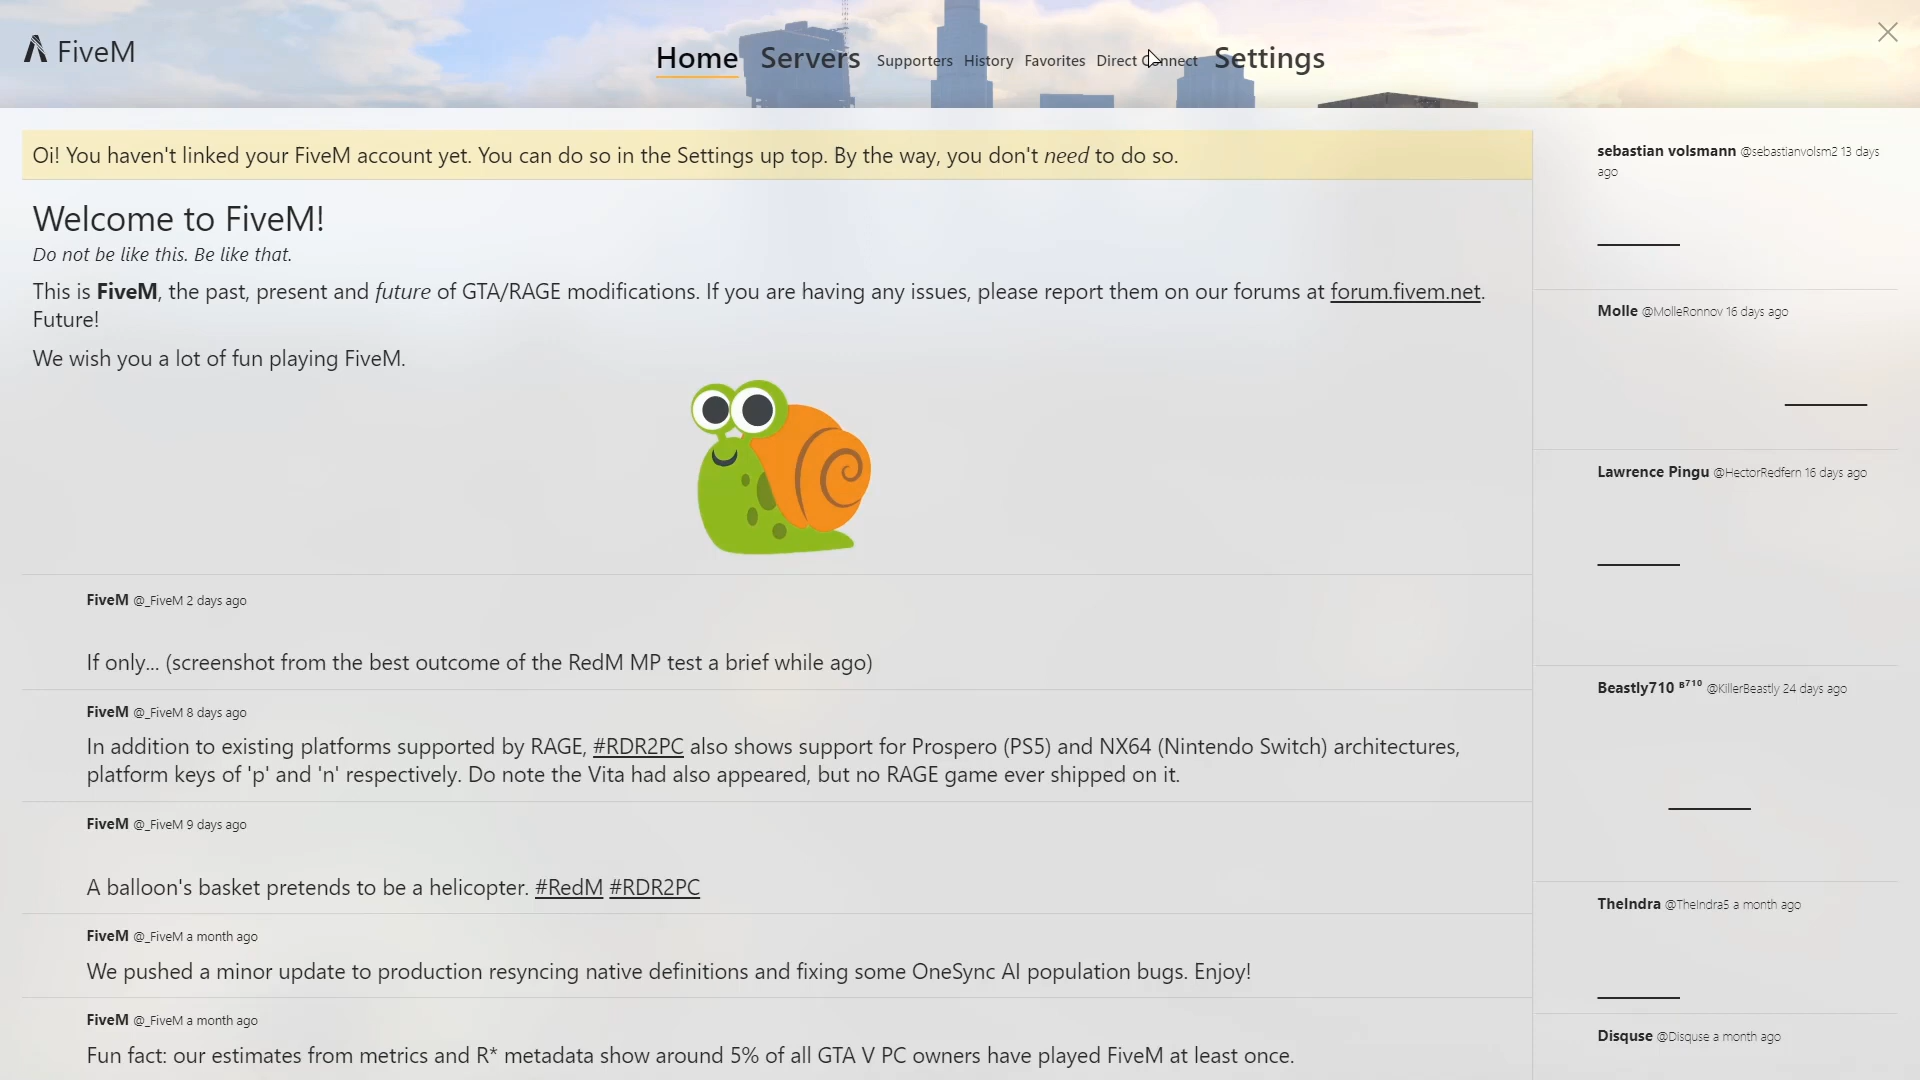 FiveM
Home Servers Supporters History Favorites Direct Connect Settings
Oi! You haven't linked your FiveM account yet. You can do so in the Settings up top. By the way, you don't need to do so.
Welcome to FiveM!
Do not be like this. Be like that.
This is FiveM, the past, present and future of GTA/RAGE modifications. If you are having any issues, please report them on our forums at forum.fivem.net.
Future!
We wish you a lot of fun playing FiveM.
FiveM @_FiveM 2 days ago
If only... (screenshot from the best outcome of the RedM MP test a brief while ago)
FiveM @_FiveM 8 days ago
In addition to existing platforms supported by RAGE, #RDR2PC also shows support for Prospero (PS5) and NX64 (Nintendo Switch) architectures,
platform keys of 'p' and 'n' respectively. Do note the Vita had also appeared, but no RAGE game ever shipped on it.
FiveM @_FiveM 9 days ago
A balloon's basket pretends to be a helicopter. #RedM #RDR2PC
FiveM @_FiveM a month ago
We pushed a minor update to production resyncing native definitions and fixing some OneSync AI population bugs. Enjoy!
FiveM @_FiveM a month ago
Fun fact: our estimates from metrics and R* metadata show around 5% of all GTA V PC owners have played FiveM at least once.
sebastian volsmann @sebastianvolsm2 13 days
ago
Molle @MolleRonnov 16 days ago
Lawrence Pingu @HectorRedfern 16 days ago
Beastly710 ᴮ⁷¹⁰ @KillerBeastly 24 days ago
TheIndra @TheIndra5 a month ago
Disquse @Disquse a month ago